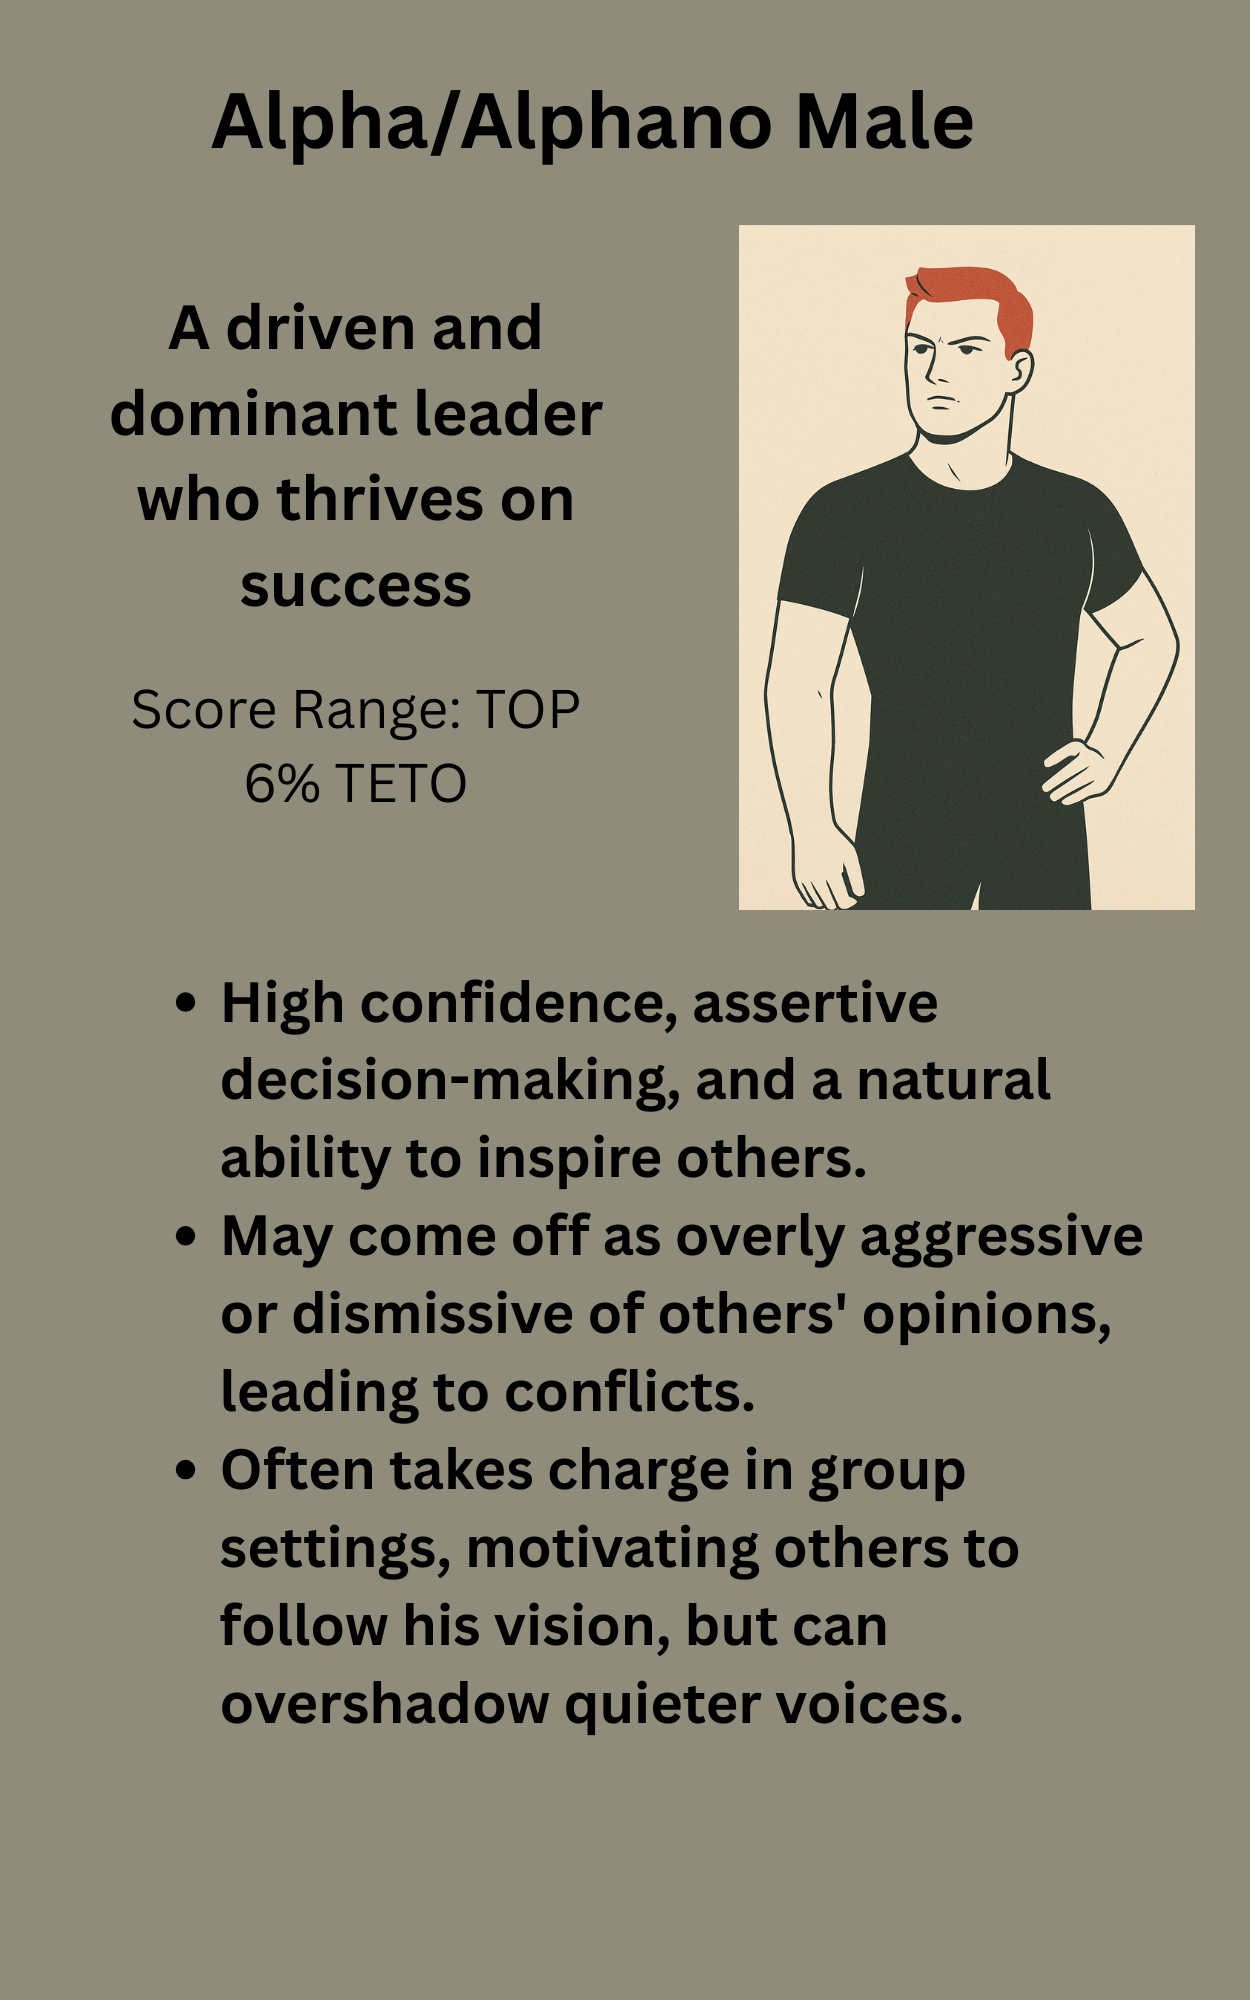 Alpha/Alphano Male
A driven and
dominant leader
who thrives on
success
Score Range: TOP
6% TETO
• High confidence, assertive
decision-making, and a natural
ability to inspire others.
• May come off as overly aggressive
or dismissive of others' opinions,
leading to conflicts.
• Often takes charge in group
settings, motivating others to
follow his vision, but can
overshadow quieter voices.